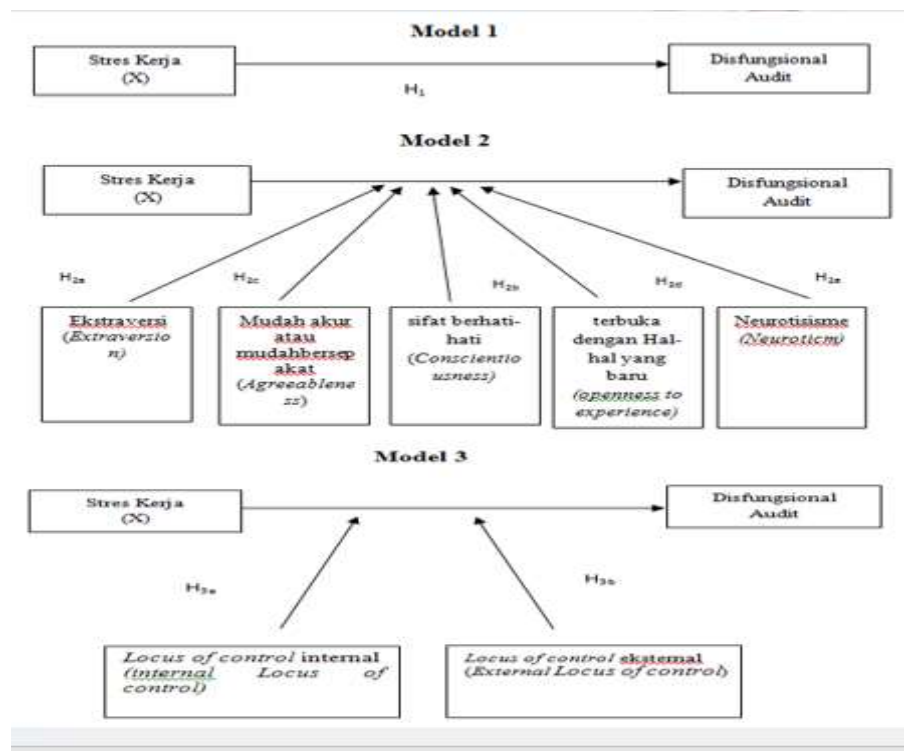 Model 1
Stres Kerja
(X)
Disfungsional
Audit
H1
Model 2
Stres Kerja
(X)
Disfungsional
Audit
H2a
H2c
H2b
H2e
Ekstraversi
(Extraversio
n)
Mudah akur
atau
mudahbersep
akat
(Agreeablene
ss)
sifat berhati-
hati
(Conscientio
usness)
terbuka
dengan Hal-
hal yang
baru
(openness to
experience)
Neurotisisme
(Neuroticm)
Model 3
Stres Kerja
(X)
Disfungsional
Audit
H3a
H3b
Locus of control internal
(internal Locus of
control)
Locus of control eksternal
(External Locus of control)